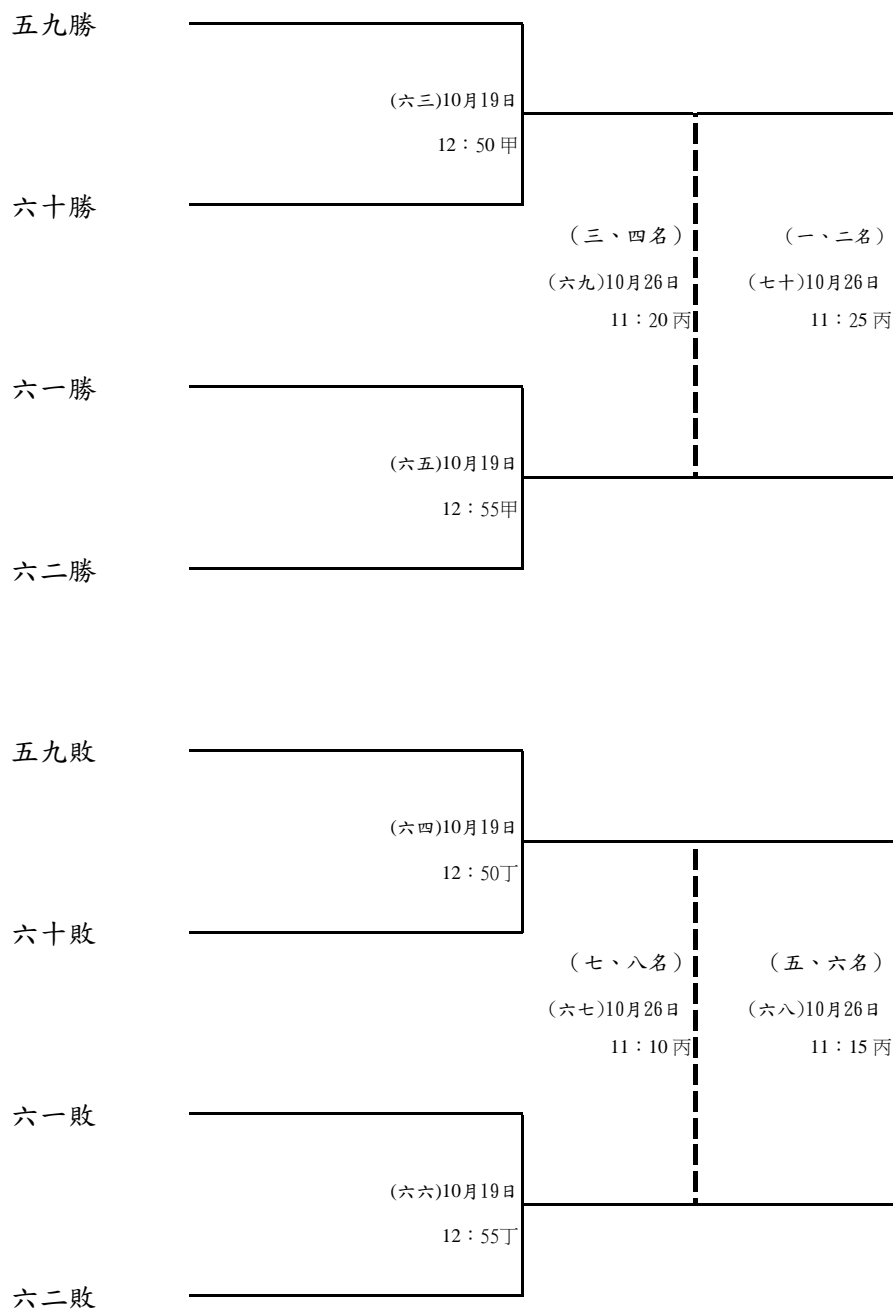 五九勝
(六三)10月19日
12：50 甲
六十勝
（三、四名） （一、二名）
(六九)10月26日 (七十)10月26日
11：20 丙 11：25 丙
六一勝
(六五)10月19日
12：55甲
六二勝
五九敗
(六四)10月19日
12：50丁
六十敗
（七、八名） （五、六名）
(六七)10月26日 (六八)10月26日
11：10 丙 11：15 丙
六一敗
(六六)10月19日
12：55丁
六二敗